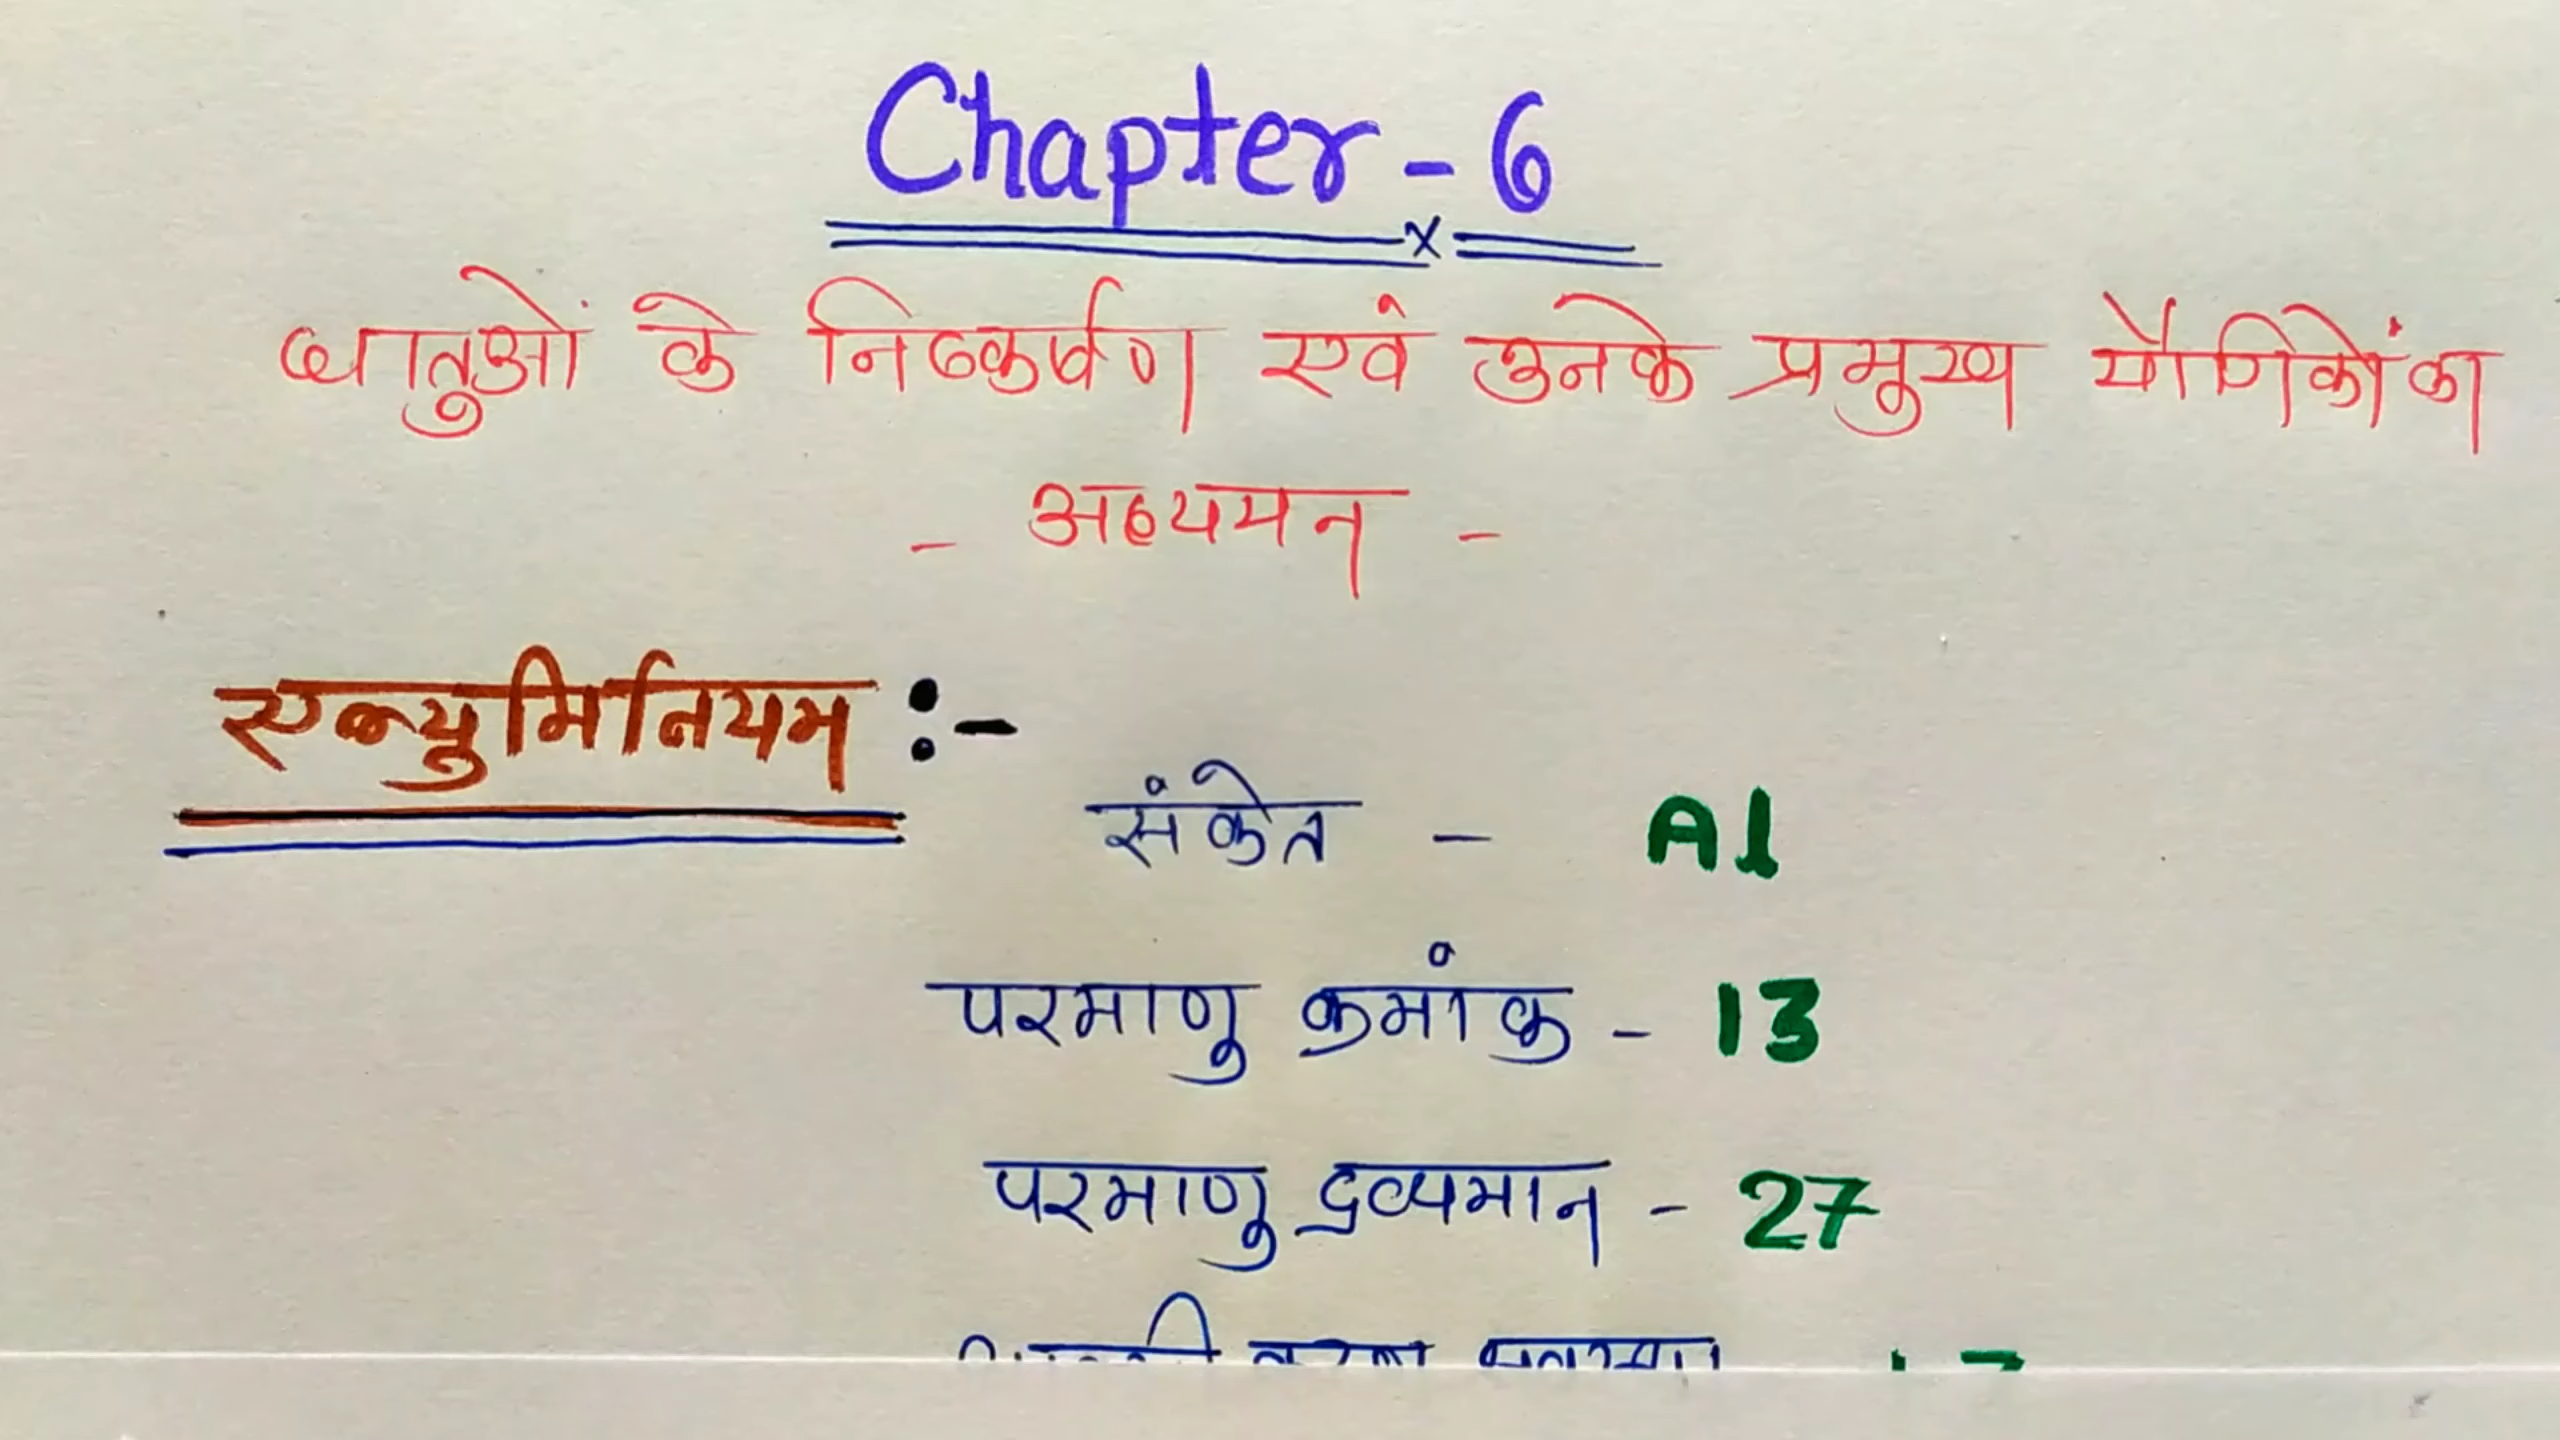 Chapter - 6
धातुओं के निष्कर्षण एवं उनके प्रमुख यौगिकों का
- अध्ययन -
एल्युमिनियम :-
संकेत - Al
परमाणु क्रमांक - 13
परमाणु द्रव्यमान - 27